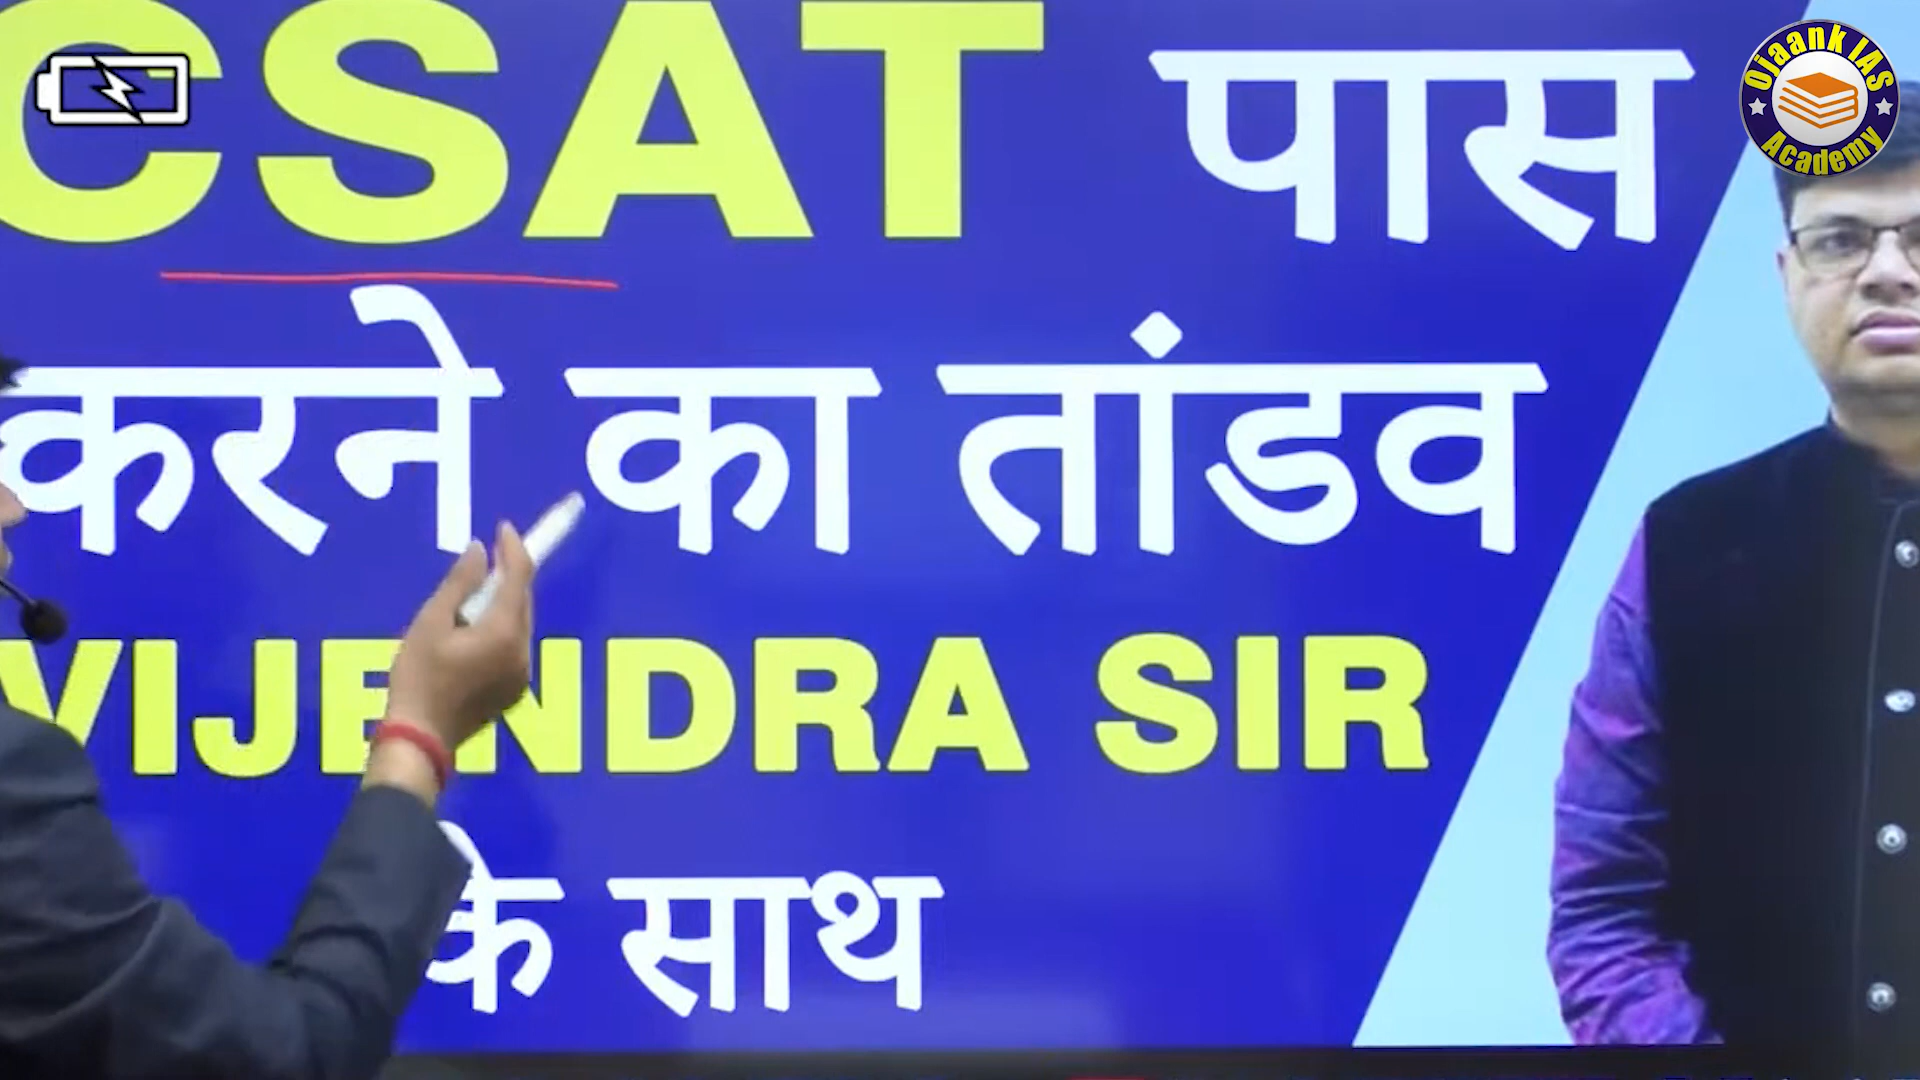 CSAT पास
करने का तांडव
VIJENDRA SIR
के साथ
Ojaank IAS
Academy